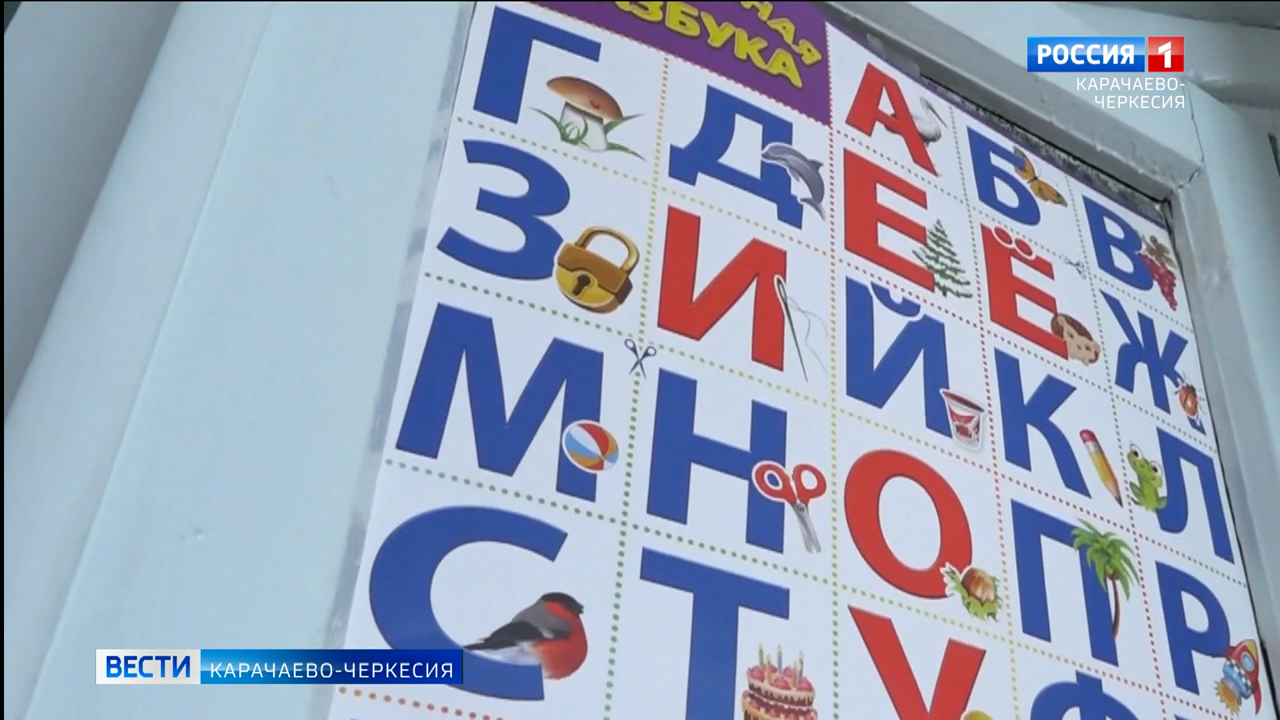 РОССИЯ 1
КАРАЧАЕВО-
ЧЕРКЕСИЯ
АЗБУКА
А Б В
Г Д Е Ё Ж
З И Й К Л
М Н О П Р
С Т У Ф
ВЕСТИ КАРАЧАЕВО-ЧЕРКЕСИЯ